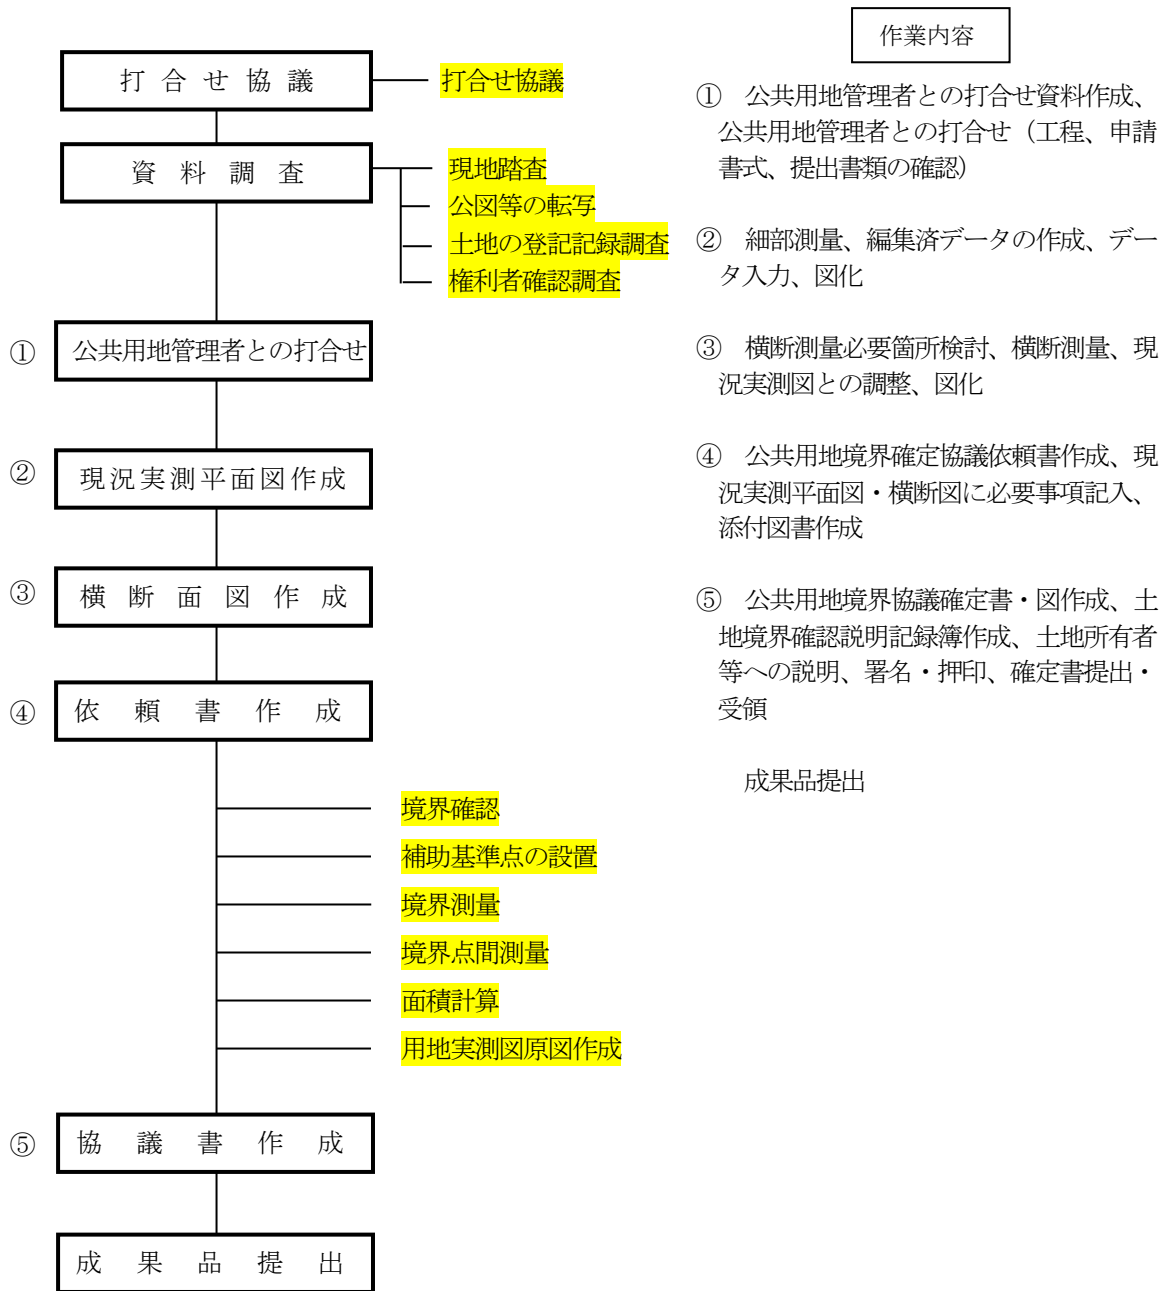 打合せ協議
打合せ協議
資料調査
現地踏査
公図等の転写
土地の登記記録調査
権利者確認調査
① 公共用地管理者との打合せ
② 現況実測平面図作成
③ 横断面図作成
④ 依頼書作成
境界確認
補助基準点の設置
境界測量
境界点間測量
面積計算
用地実測図原図作成
⑤ 協議書作成
成果品提出
作業内容
① 公共用地管理者との打合せ資料作成、
公共用地管理者との打合せ（工程、申請
書式、提出書類の確認）
② 細部測量、編集済データの作成、デー
タ入力、図化
③ 横断測量必要箇所検討、横断測量、現
況実測図との調整、図化
④ 公共用地境界確定協議依頼書作成、現
況実測平面図・横断図に必要事項記入、
添付図書作成
⑤ 公共用地境界協議確定書・図作成、土
地境界確認説明記録簿作成、土地所有者
等への説明、署名・押印、確定書提出・
受領
成果品提出